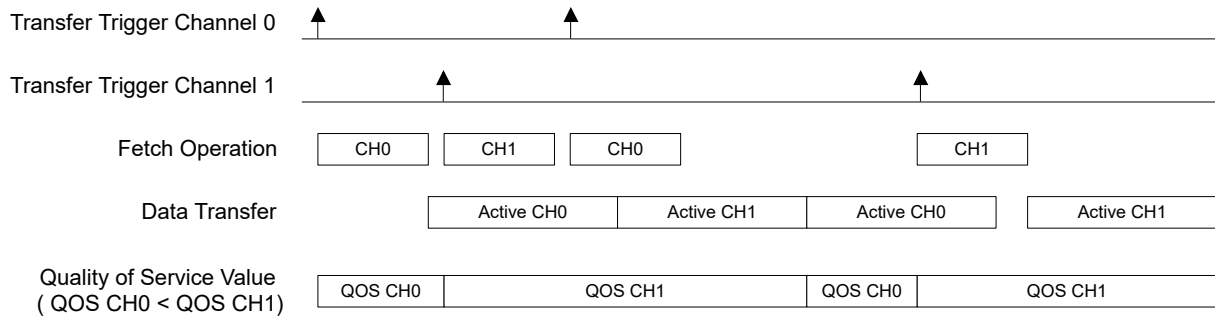 Transfer Trigger Channel 0
Transfer Trigger Channel 1
Fetch Operation
CH0
CH1
CH0
CH1
Data Transfer
Active CH0
Active CH1
Active CH0
Active CH1
Quality of Service Value
( QOS CH0 < QOS CH1)
QOS CH0
QOS CH1
QOS CH0
QOS CH1